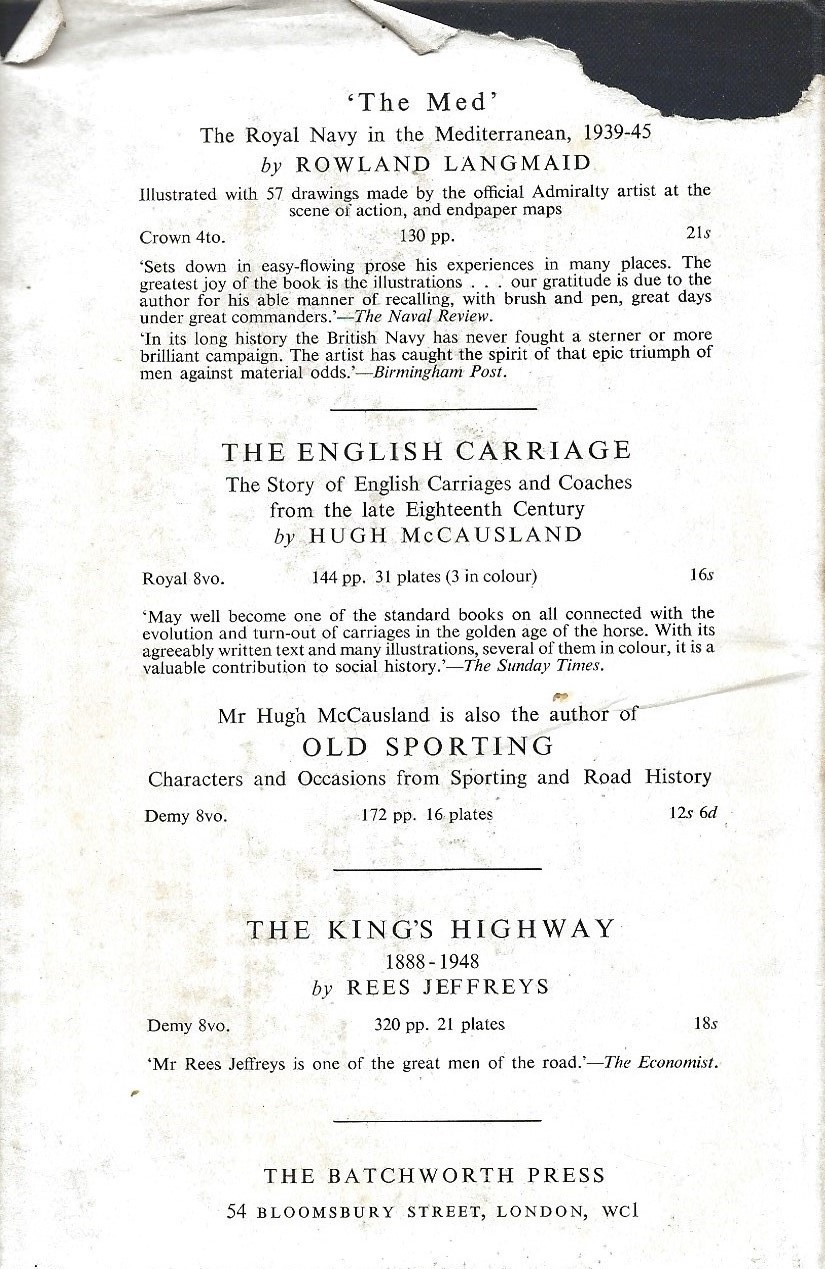 ‘The Med’
The Royal Navy in the Mediterranean, 1939-45
by ROWLAND LANGMAID
Illustrated with 57 drawings made by the official Admiralty artist at the
scene of action, and endpaper maps
Crown 4to. 130 pp. 21s
‘Sets down in easy-flowing prose his experiences in many places. The
greatest joy of the book is the illustrations . . . our gratitude is due to the
author for his able manner of recalling, with brush and pen, great days
under great commanders.’—The Naval Review.
‘In its long history the British Navy has never fought a sterner or more
brilliant campaign. The artist has caught the spirit of that epic triumph of
men against material odds.’—Birmingham Post.
THE ENGLISH CARRIAGE
The Story of English Carriages and Coaches
from the late Eighteenth Century
by HUGH McCAUSLAND
Royal 8vo. 144 pp. 31 plates (3 in colour) 16s
‘May well become one of the standard books on all connected with the
evolution and turn-out of carriages in the golden age of the horse. With its
agreeably written text and many illustrations, several of them in colour, it is a
valuable contribution to social history.’—The Sunday Times.
Mr Hugh McCausland is also the author of
OLD SPORTING
Characters and Occasions from Sporting and Road History
Demy 8vo. 172 pp. 16 plates 12s 6d
THE KING’S HIGHWAY
1888-1948
by REES JEFFREYS
Demy 8vo. 320 pp. 21 plates 18s
‘Mr Rees Jeffreys is one of the great men of the road.’—The Economist.
THE BATCHWORTH PRESS
54 BLOOMSBURY STREET, LONDON, WC1